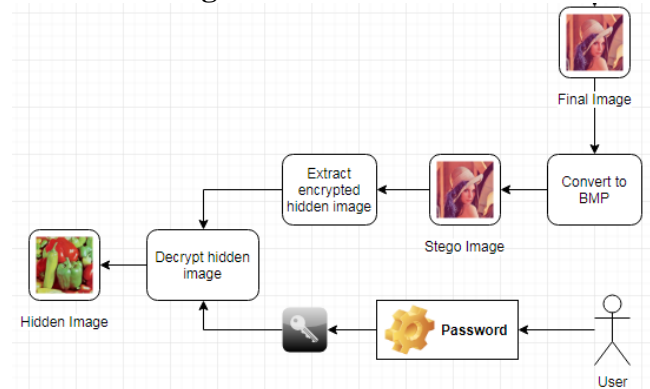 Final Image
Convert to
BMP
Extract
encrypted
hidden image
Stego Image
Decrypt hidden
image
Hidden Image
Password
User